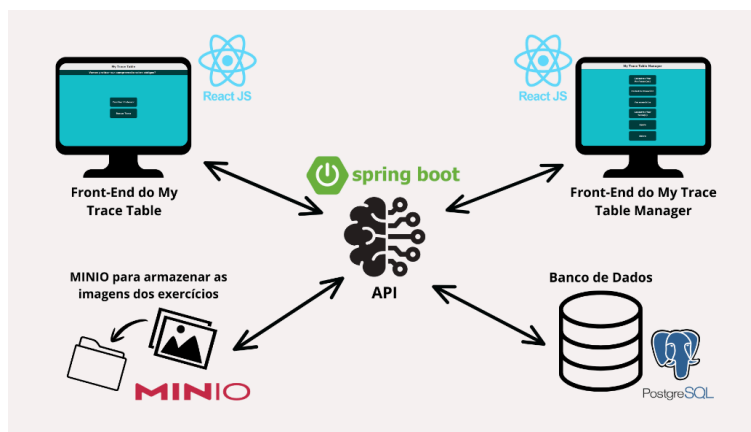 My Trace Table
React JS
Front-End do My
Trace Table
My Trace Table Manager
React JS
Front-End do My Trace
Table Manager
spring boot
API
MINIO para armazenar as
imagens dos exercícios
MINIO
Banco de Dados
PostgreSQL